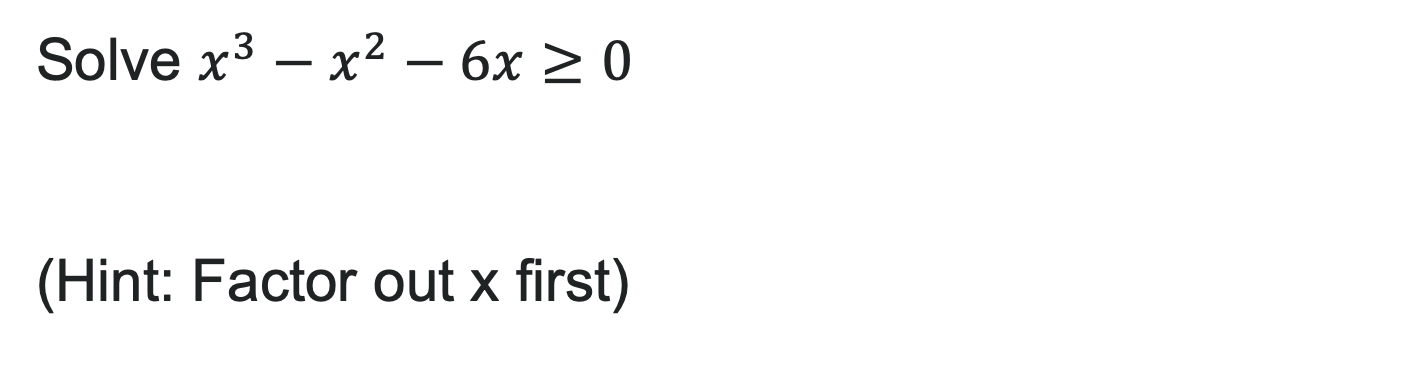 Solve x³ − x² − 6x ≥ 0
(Hint: Factor out x first)